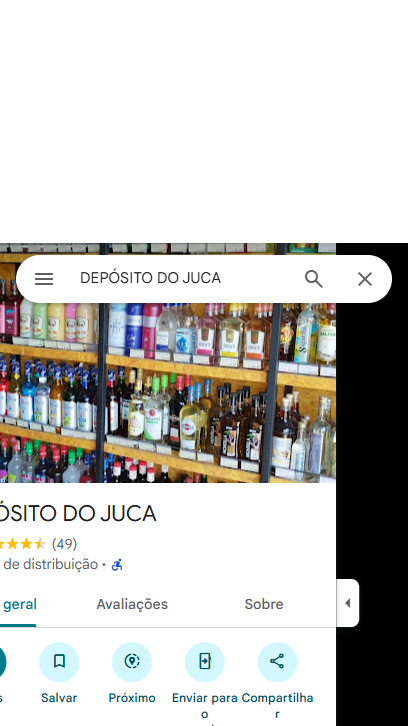 DEPÓSITO DO JUCA
ÓSITO DO JUCA
(49)
de distribuição ·
geral
Avaliações
Sobre
s
Salvar
Próximo
Enviar para o
Compartilhar